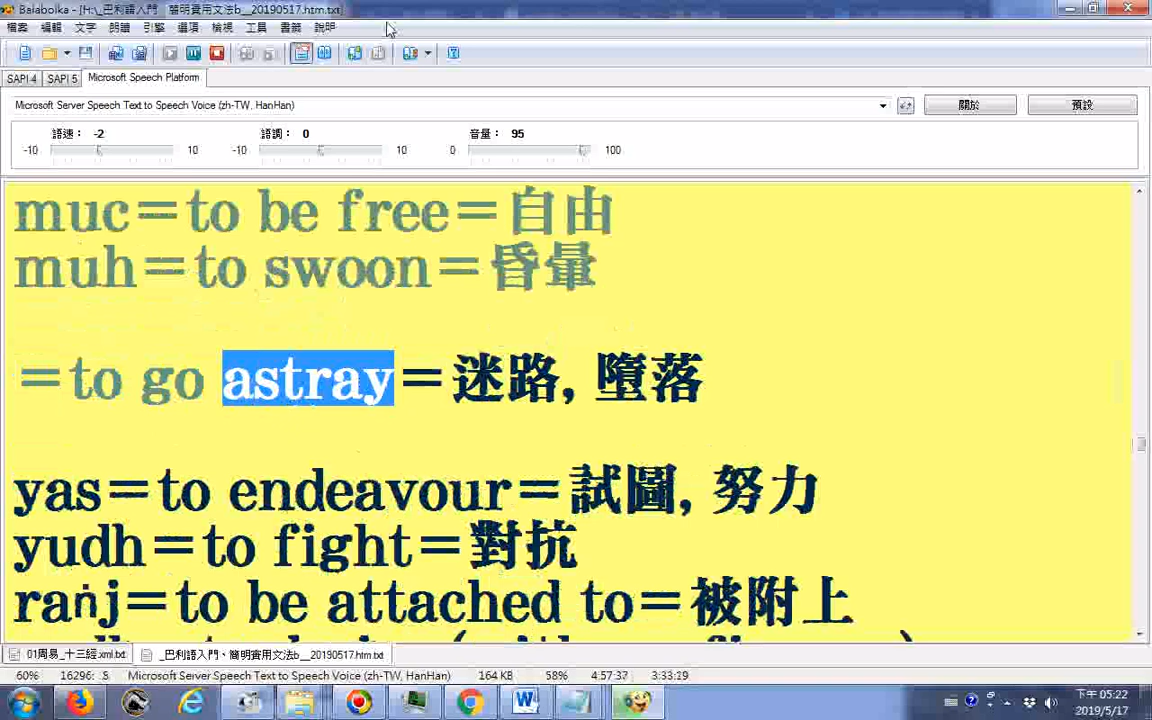 Balabolka - [H:\_巴利語入門、簡明實用文法b__20190517.htm.txt]
檔案 編輯 文字 朗讀 引擎 選項 檢視 工具 書籤 說明
SAPI 4 SAPI 5 Microsoft Speech Platform
Microsoft Server Speech Text to Speech Voice (zh-TW, HanHan) 關於 預設
語速： -2 語調： 0 音量： 95
-10 10 -10 10 0 100
muc＝to be free＝自由
muh＝to swoon＝昏暈
＝to go astray＝迷路, 墮落
yas＝to endeavour＝試圖, 努力
yudh＝to fight＝對抗
raṅj＝to be attached to＝被附上
01周易_十三經.xml.txt _巴利語入門、簡明實用文法b__20190517.htm.txt
60% 16296: 8 Microsoft Server Speech Text to Speech Voice (zh-TW, HanHan) 164 KB 58% 4:57:37 3:33:29
下午 05:22
2019/5/17